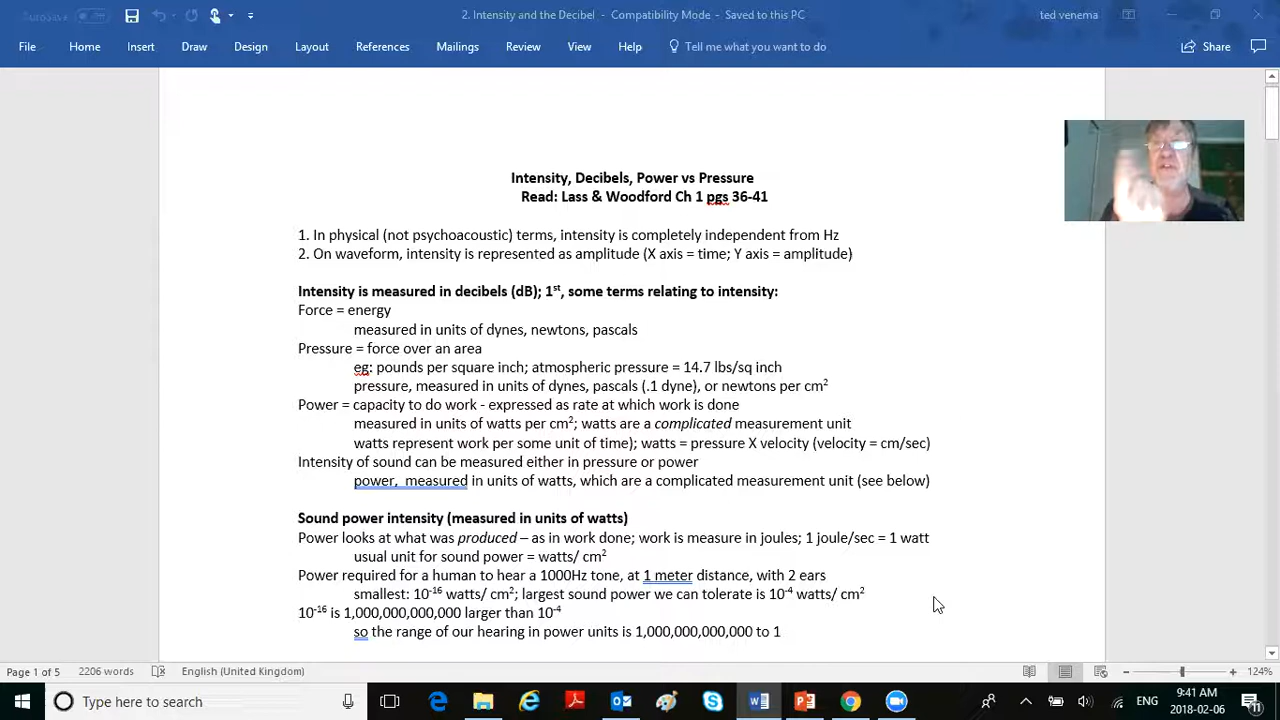 AutoSave
2. Intensity and the Decibel - Compatibility Mode - Saved to this PC
ted venema
File Home Insert Draw Design Layout References Mailings Review View Help Tell me what you want to do Share
Intensity, Decibels, Power vs Pressure
Read: Lass & Woodford Ch 1 pgs 36-41
1. In physical (not psychoacoustic) terms, intensity is completely independent from Hz
2. On waveform, intensity is represented as amplitude (X axis = time; Y axis = amplitude)
Intensity is measured in decibels (dB); 1st, some terms relating to intensity:
Force = energy
measured in units of dynes, newtons, pascals
Pressure = force over an area
eg: pounds per square inch; atmospheric pressure = 14.7 lbs/sq inch
pressure, measured in units of dynes, pascals (.1 dyne), or newtons per cm²
Power = capacity to do work - expressed as rate at which work is done
measured in units of watts per cm²; watts are a complicated measurement unit
watts represent work per some unit of time); watts = pressure X velocity (velocity = cm/sec)
Intensity of sound can be measured either in pressure or power
power, measured in units of watts, which are a complicated measurement unit (see below)
Sound power intensity (measured in units of watts)
Power looks at what was produced – as in work done; work is measure in joules; 1 joule/sec = 1 watt
usual unit for sound power = watts/ cm²
Power required for a human to hear a 1000Hz tone, at 1 meter distance, with 2 ears
smallest: 10⁻¹⁶ watts/ cm²; largest sound power we can tolerate is 10⁻⁴ watts/ cm²
10⁻¹⁶ is 1,000,000,000,000 larger than 10⁻⁴
so the range of our hearing in power units is 1,000,000,000,000 to 1
Page 1 of 5 2206 words English (United Kingdom) 124%
Type here to search
ENG
9:41 AM
2018-02-06
11